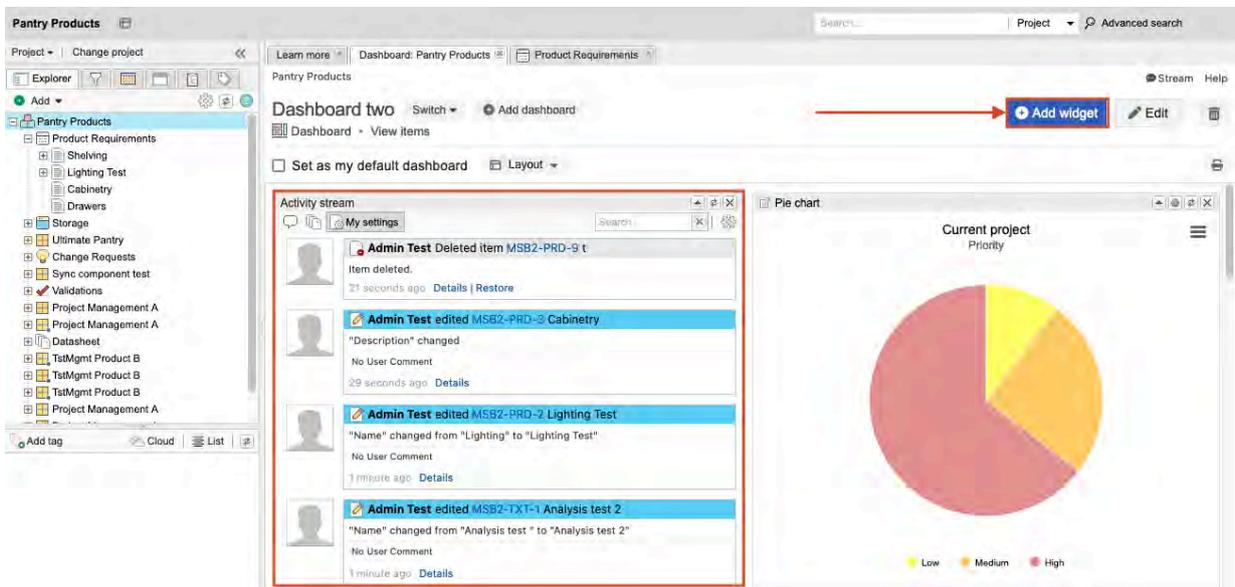 Pantry Products
Search... Project Advanced search
Project Change project
Learn more Dashboard: Pantry Products Product Requirements
Explorer
Add
Pantry Products
Product Requirements
Shelving
Lighting Test
Cabinetry
Drawers
Storage
Ultimate Pantry
Change Requests
Sync component test
Validations
Project Management A
Project Management A
Datasheet
TstMgmt Product B
TstMgmt Product B
TstMgmt Product B
Project Management A
Add tag Cloud List
Pantry Products
Stream Help
Dashboard two Switch Add dashboard
Add widget Edit
Dashboard • View items
Set as my default dashboard Layout
Activity stream
My settings Search
Admin Test Deleted item MSB2-PRD-9 t
Item deleted.
21 seconds ago Details | Restore
Admin Test edited MSB2-PRD-3 Cabinetry
"Description" changed
No User Comment
29 seconds ago Details
Admin Test edited MSB2-PRD-2 Lighting Test
"Name" changed from "Lighting" to "Lighting Test"
No User Comment
1 minute ago Details
Admin Test edited MSB2-TXT-1 Analysis test 2
"Name" changed from "Analysis test " to "Analysis test 2"
No User Comment
1 minute ago Details
Pie chart
Current project
Priority
Low Medium High